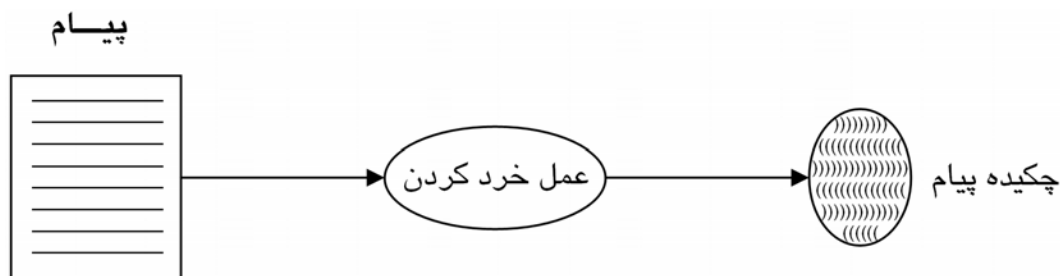 پیـــام
عمل خرد کردن
چکیده پیام